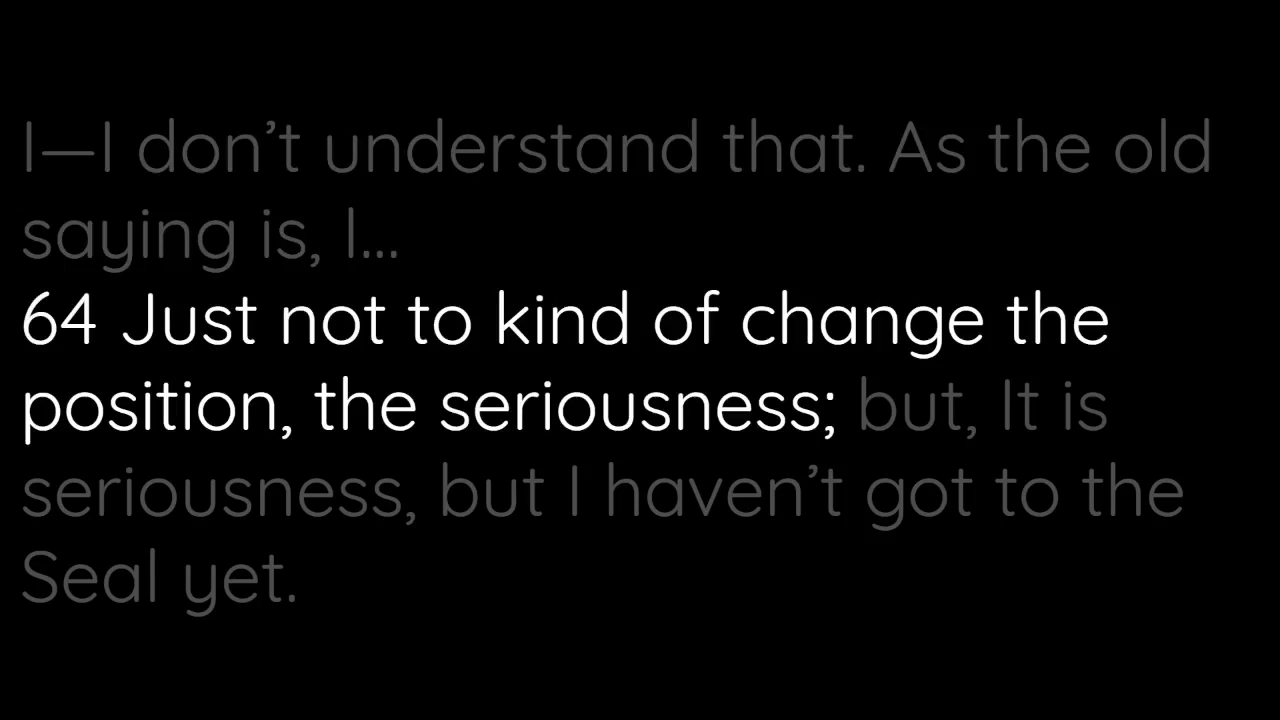 I—I don’t understand that. As the old
saying is, I...
64 Just not to kind of change the
position, the seriousness; but, It is
seriousness, but I haven’t got to the
Seal yet.